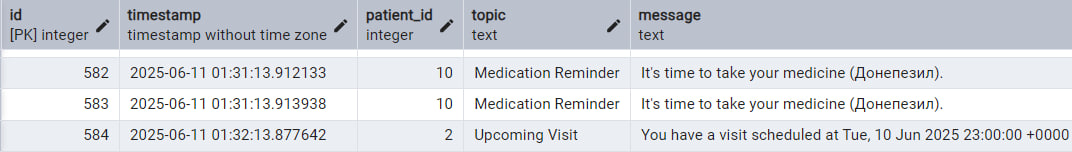 id timestamp patient_id topic message
[PK] integer timestamp without time zone integer text text
582 2025-06-11 01:31:13.912133 10 Medication Reminder It's time to take your medicine (Донепезил).
583 2025-06-11 01:31:13.913938 10 Medication Reminder It's time to take your medicine (Донепезил).
584 2025-06-11 01:32:13.877642 2 Upcoming Visit You have a visit scheduled at Tue, 10 Jun 2025 23:00:00 +0000